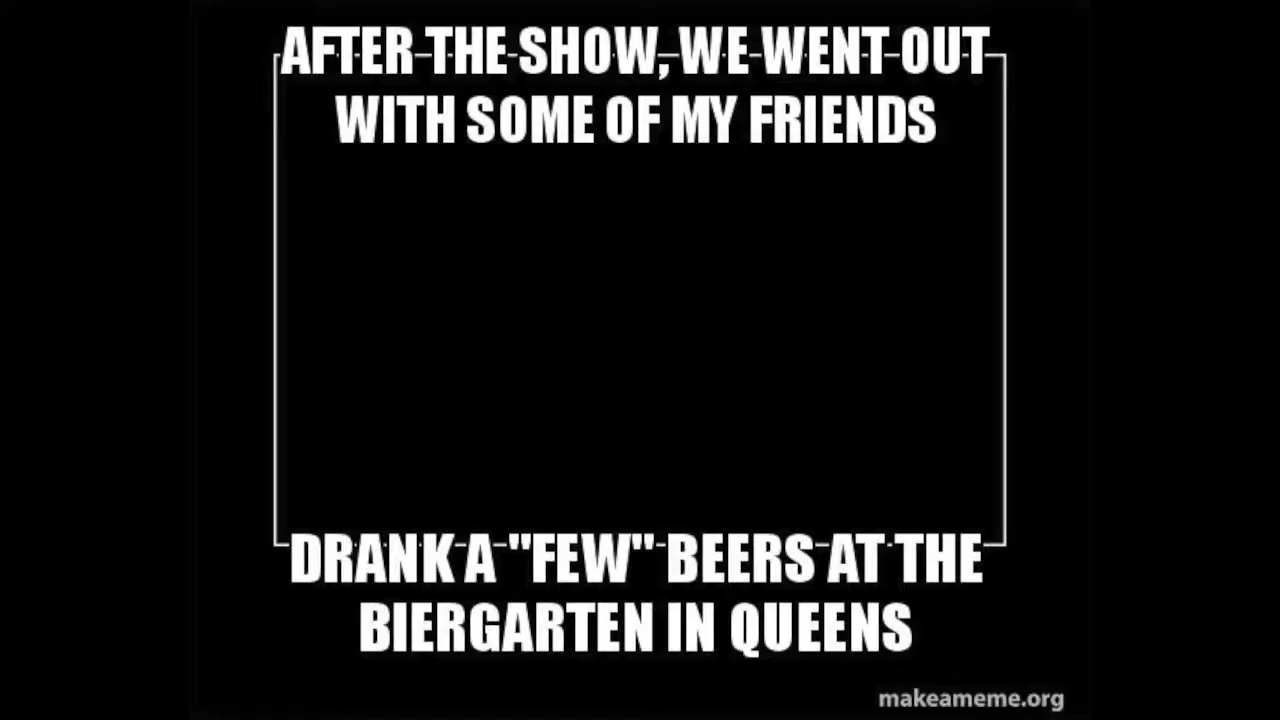 AFTER THE SHOW, WE WENT OUT
WITH SOME OF MY FRIENDS
DRANK A "FEW" BEERS AT THE
BIERGARTEN IN QUEENS
makeameme.org